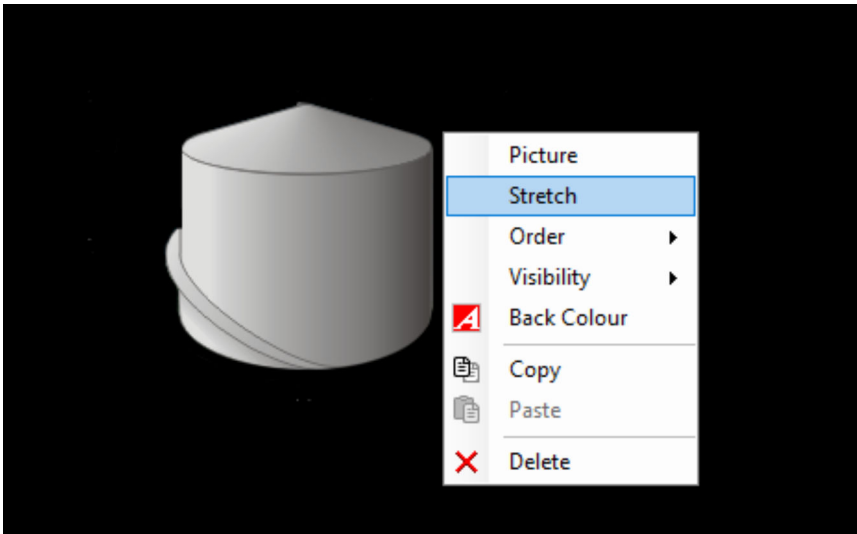 Picture
Stretch
Order
Visibility
Back Colour
Copy
Paste
Delete